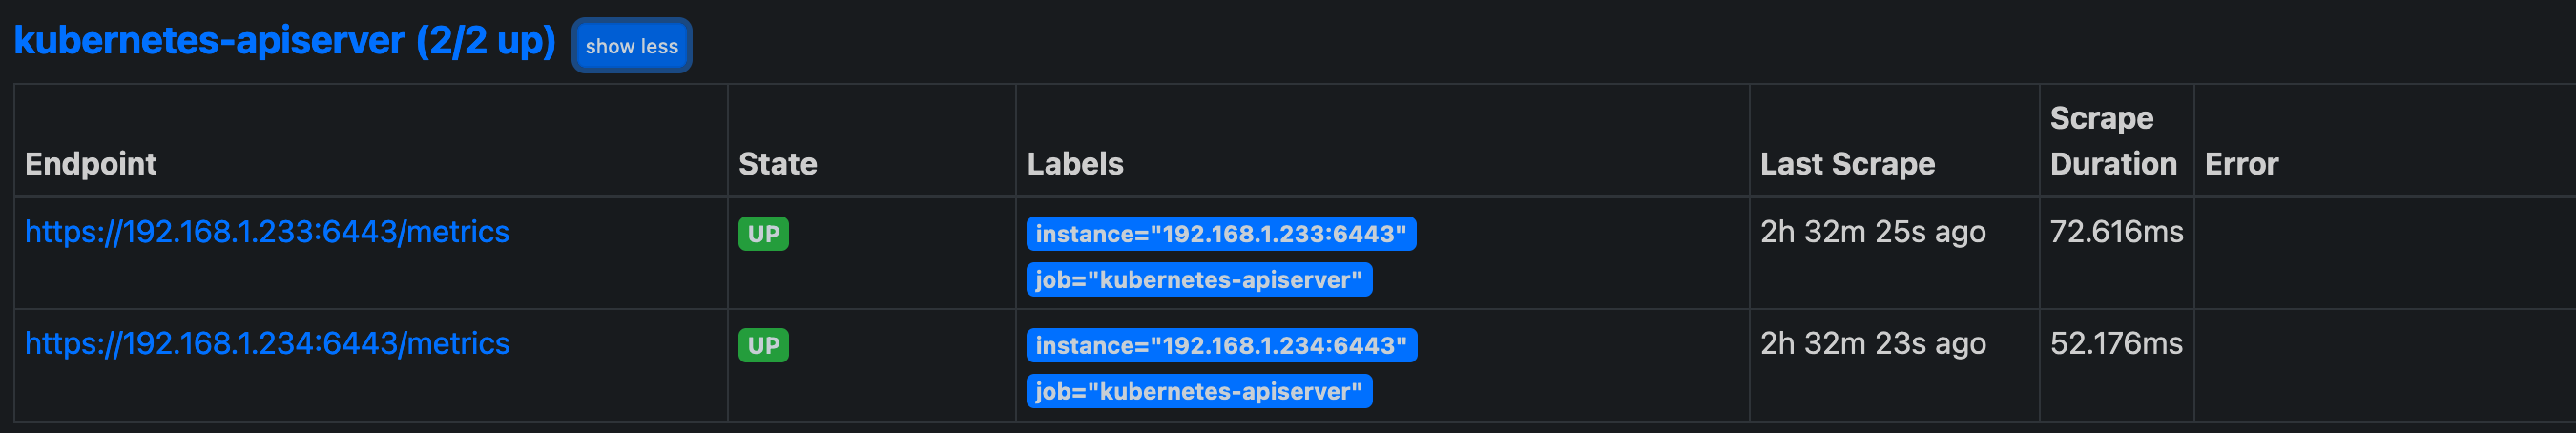 kubernetes-apiserver (2/2 up) show less
Endpoint State Labels Last Scrape Scrape Duration Error
https://192.168.1.233:6443/metrics UP instance="192.168.1.233:6443" 2h 32m 25s ago 72.616ms
job="kubernetes-apiserver"
https://192.168.1.234:6443/metrics UP instance="192.168.1.234:6443" 2h 32m 23s ago 52.176ms
job="kubernetes-apiserver"